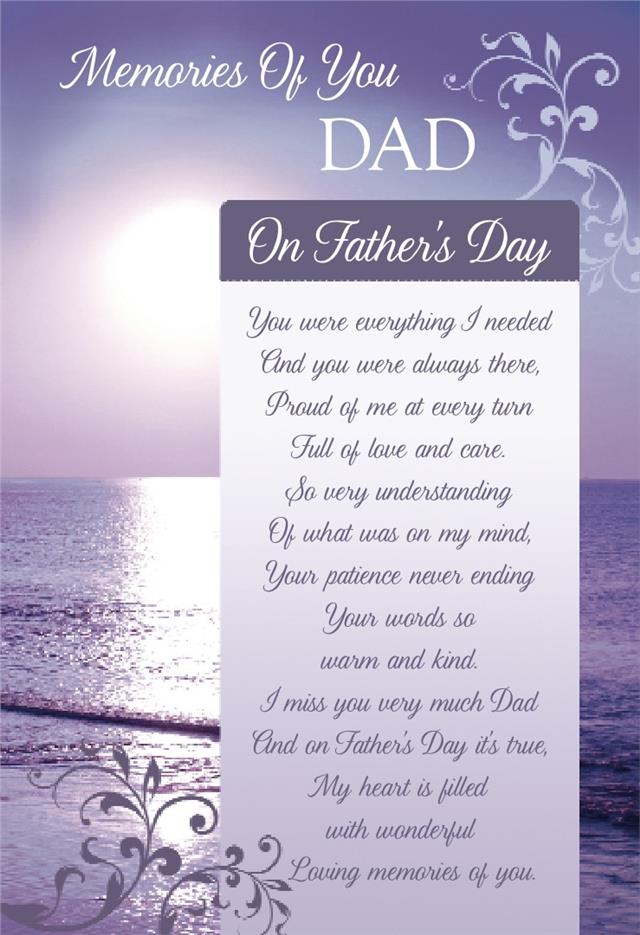 Memories Of You
DAD
On Father's Day
You were everything I needed
And you were always there,
Proud of me at every turn
Full of love and care.
So very understanding
Of what was on my mind,
Your patience never ending
Your words so
warm and kind.
I miss you very much Dad
And on Father's Day it's true,
My heart is filled
with wonderful
Loving memories of you.